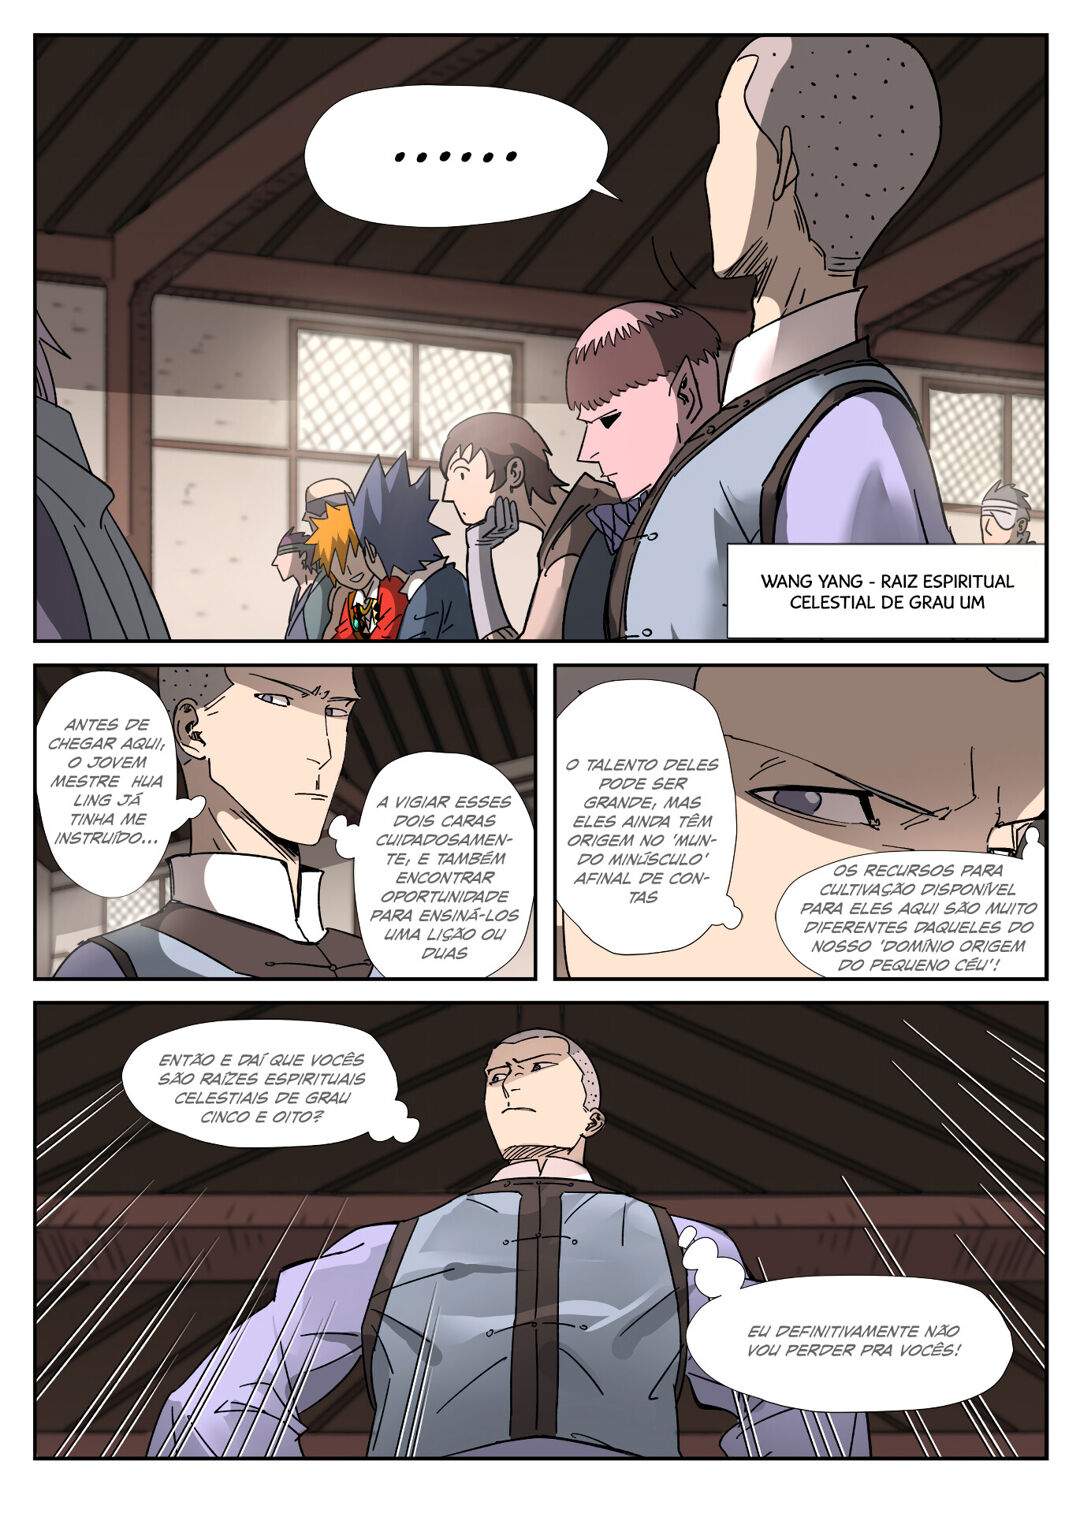 ......
WANG YANG - RAIZ ESPIRITUAL
CELESTIAL DE GRAU UM
ANTES DE
CHEGAR AQUI,
O JOVEM
MESTRE HUA
LING JÁ
TINHA ME
INSTRUÍDO...
A VIGIAR ESSES
DOIS CARAS
CUIDADOSAMEN-
TE, E TAMBÉM
ENCONTRAR
OPORTUNIDADE
PARA ENSINÁ-LOS
UMA LIÇÃO OU
DUAS
O TALENTO DELES
PODE SER
GRANDE, MAS
ELES AINDA TÊM
ORIGEM NO 'MUN-
DO MINÚSCULO'
AFINAL DE CON-
TAS
OS RECURSOS PARA
CULTIVAÇÃO DISPONÍVEL
PARA ELES AQUI SÃO MUITO
DIFERENTES DAQUELES DO
NOSSO 'DOMÍNIO ORIGEM
DO PEQUENO CÉU'!
ENTÃO E DAÍ QUE VOCÊS
SÃO RAÍZES ESPIRITUAIS
CELESTIAIS DE GRAU
CINCO E OITO?
EU DEFINITIVAMENTE NÃO
VOU PERDER PRA VOCÊS!